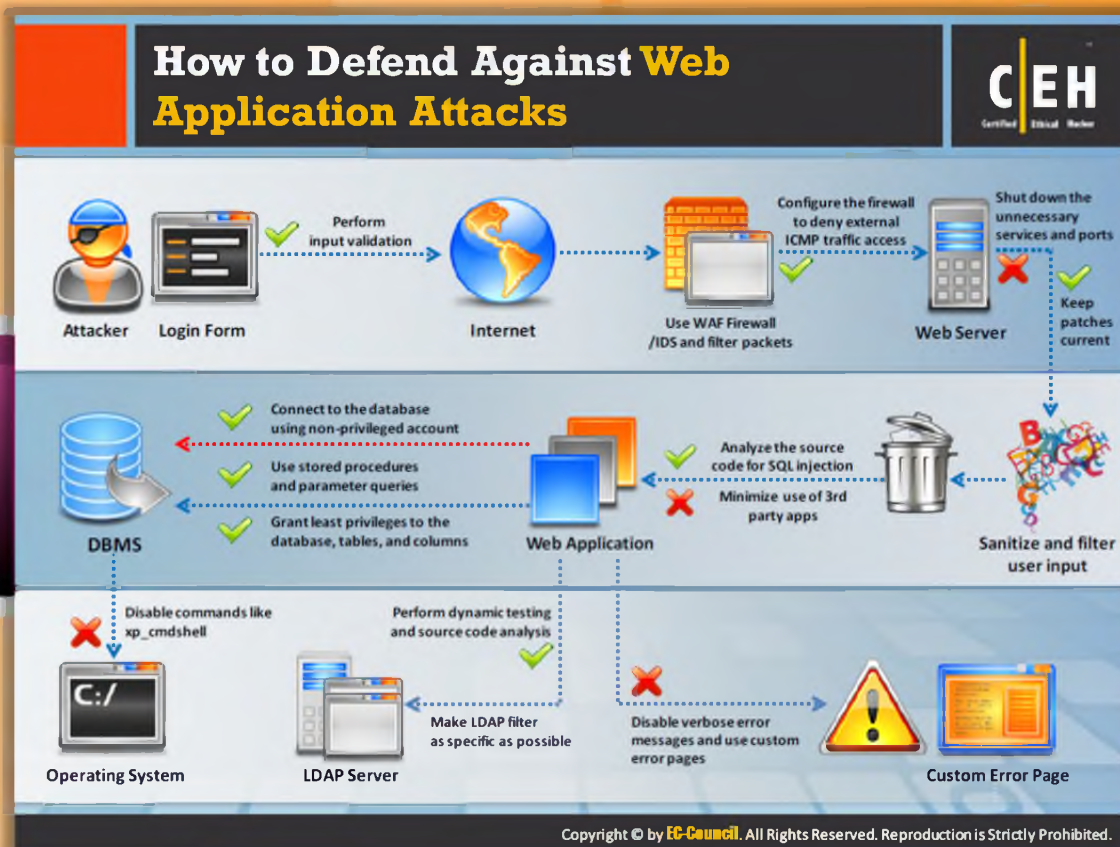 How to Defend Against Web
Application Attacks
C|EH
Certified Ethical Hacker
Perform
input validation
Configure the firewall
to deny external
ICMP traffic access
Shut down the
unnecessary
services and ports
Keep
patches
current
Attacker
Login Form
Internet
Use WAF Firewall
/IDS and filter packets
Web Server
Connect to the database
using non-privileged account
Use stored procedures
and parameter queries
Grant least privileges to the
database, tables, and columns
DBMS
Web Application
Analyze the source
code for SQL injection
Minimize use of 3rd
party apps
Sanitize and filter
user input
Disable commands like
xp_cmdshell
C:/
Operating System
Perform dynamic testing
and source code analysis
Make LDAP filter
as specific as possible
LDAP Server
Disable verbose error
messages and use custom
error pages
Custom Error Page
Copyright © by EC-Council. All Rights Reserved. Reproduction is Strictly Prohibited.